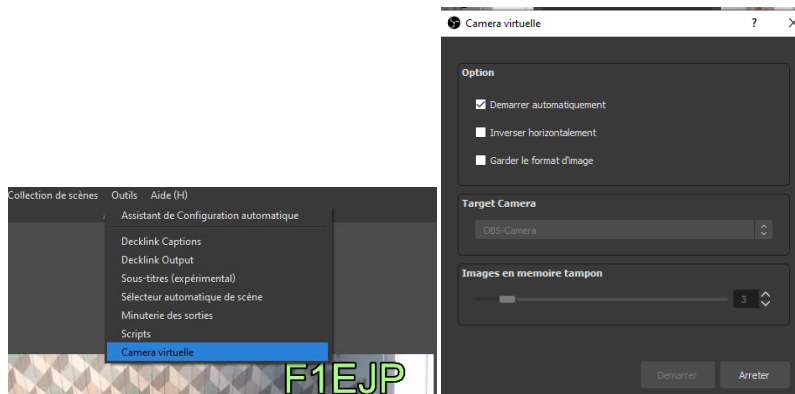 Collection de scènes Outils Aide (H)
Assistant de Configuration automatique
Decklink Captions
Decklink Output
Sous-titres (expérimental)
Sélecteur automatique de scène
Minuterie des sorties
Scripts
Camera virtuelle
F1EJP
Camera virtuelle ?
Option
Demarrer automatiquement
Inverser horizontalement
Garder le format d'image
Target Camera
OBS-Camera
Images en memoire tampon
3
Demarrer Arreter